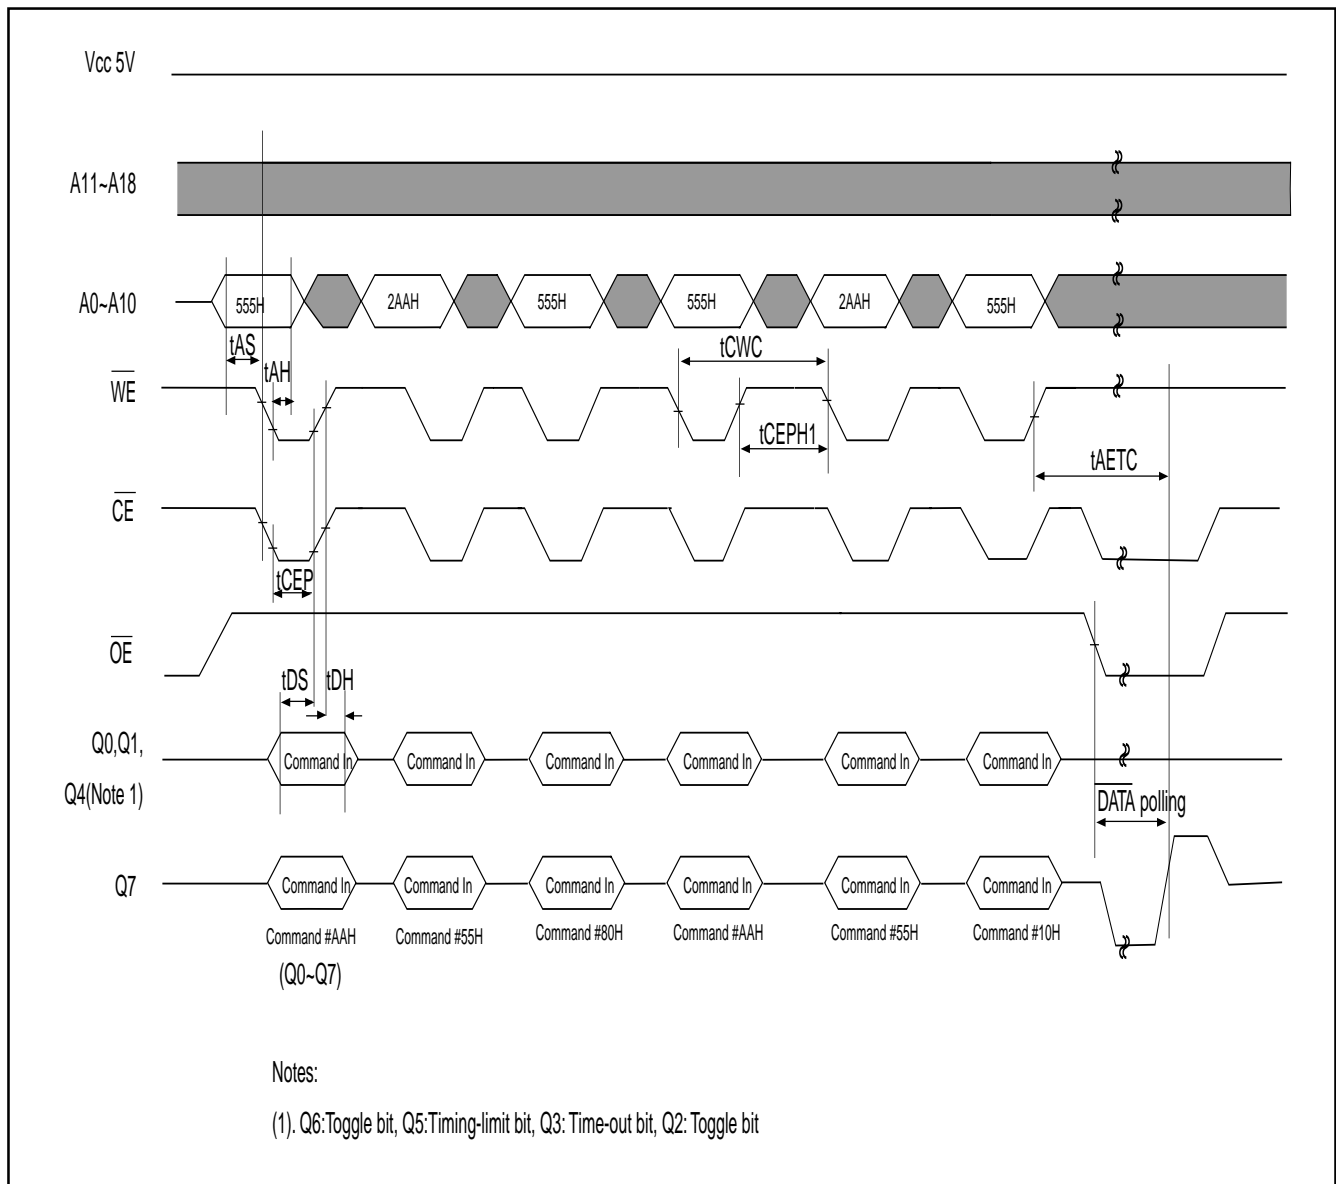 Vcc 5V
A11~A18
A0~A10
555H
2AAH
555H
555H
2AAH
555H
tAS
tAH
tCWC
WE
tCEPH1
tAETC
CE
tCEP
OE
tDS
tDH
Q0,Q1,
Q4(Note 1)
Command In
Command In
Command In
Command In
Command In
Command In
DATA polling
Q7
Command In
Command In
Command In
Command In
Command In
Command In
Command #AAH
Command #55H
Command #80H
Command #AAH
Command #55H
Command #10H
(Q0~Q7)
Notes:
(1). Q6:Toggle bit, Q5:Timing-limit bit, Q3: Time-out bit, Q2: Toggle bit